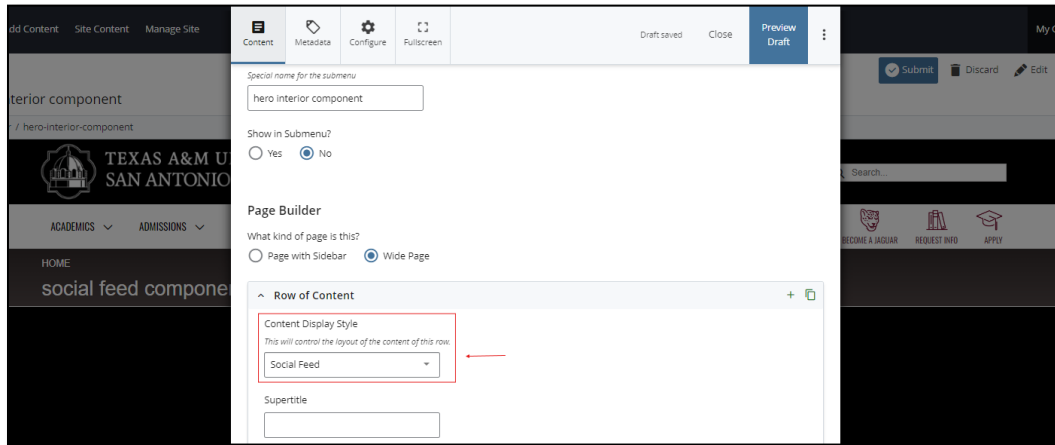 dd Content Site Content Manage Site
Content Metadata Configure Fullscreen
Draft saved Close Preview Draft
My
Submit Discard Edit
Special name for the submenu
hero interior component
terior component
/ hero-interior-component
Show in Submenu?
Yes No
TEXAS A&M U
SAN ANTONIO
Search...
Page Builder
What kind of page is this?
Page with Sidebar Wide Page
ACADEMICS ADMISSIONS
BECOME A JAGUAR REQUEST INFO APPLY
HOME
social feed compone
Row of Content
Content Display Style
This will control the layout of the content of this row.
Social Feed
Supertitle